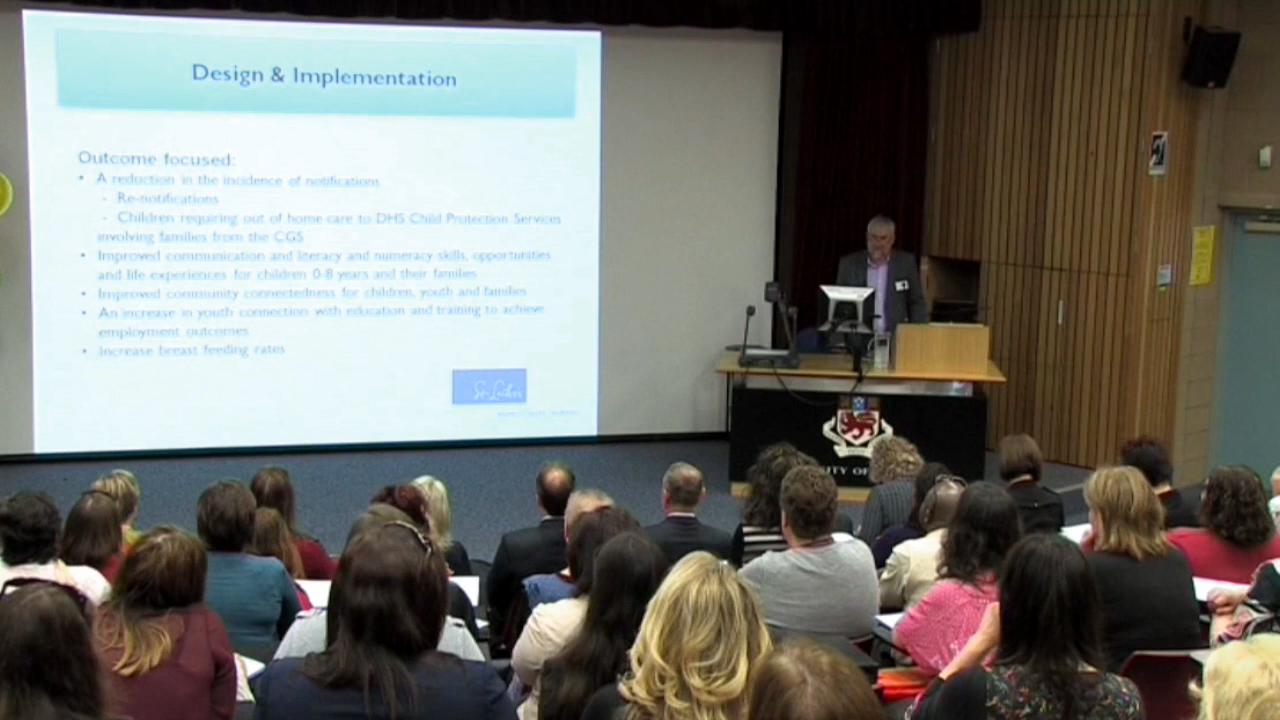 Design & Implementation
Outcome focused:
• A reduction in the incidence of notifications
- Re-notifications
- Children requiring out of home care to DHS Child Protection Services
involving families from the CGS
• Improved communication and literacy and numeracy skills, opportunities
and life experiences for children 0-8 years and their families
• Improved community connectedness for children, youth and families
• An increase in youth connection with education and training to achieve
employment outcomes
• Increase breast feeding rates
ITY OF